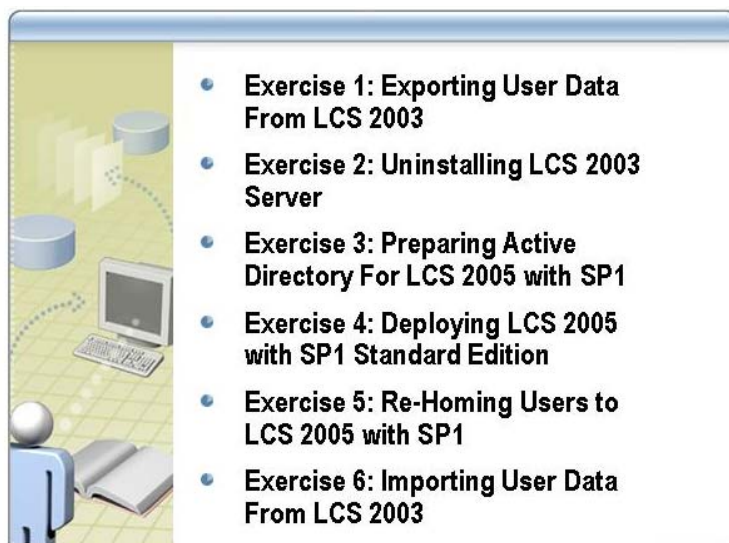 Exercise 1: Exporting User Data
From LCS 2003
Exercise 2: Uninstalling LCS 2003
Server
Exercise 3: Preparing Active
Directory For LCS 2005 with SP1
Exercise 4: Deploying LCS 2005
with SP1 Standard Edition
Exercise 5: Re-Homing Users to
LCS 2005 with SP1
Exercise 6: Importing User Data
From LCS 2003